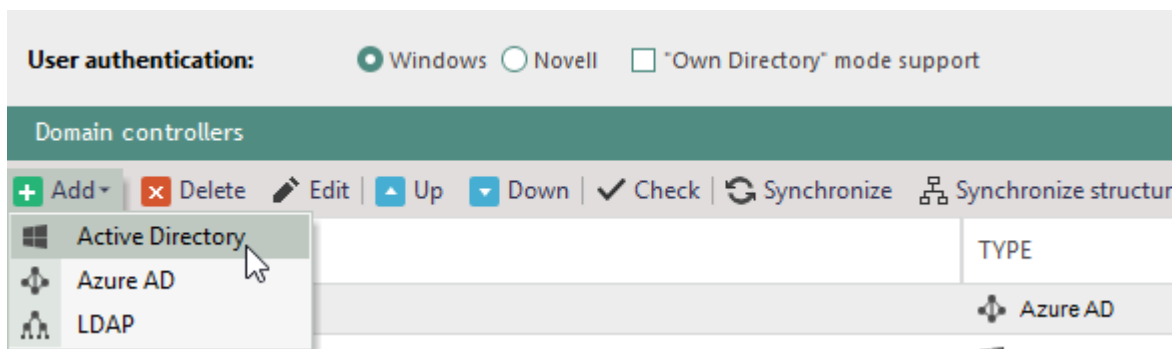 User authentication: Windows Novell "Own Directory" mode support
Domain controllers
Add Delete Edit Up Down Check Synchronize Synchronize structur
Active Directory TYPE
Azure AD
Azure AD
LDAP